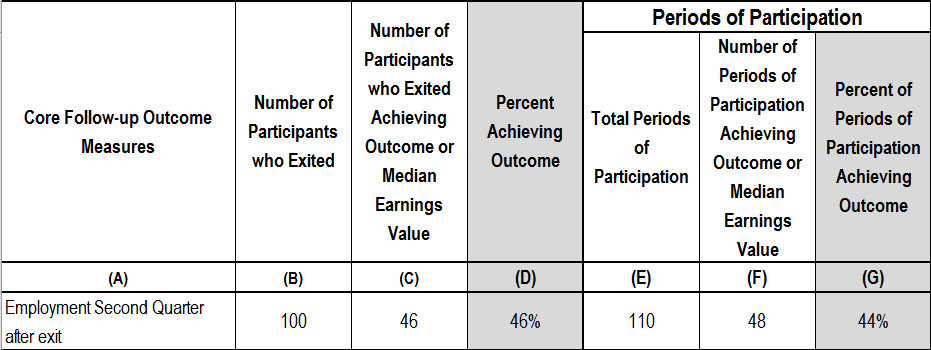 Periods of Participation
Core Follow-up Outcome
Measures
Number of
Participants
who Exited
Number of
Participants
who Exited
Achieving
Outcome or
Median
Earnings
Value
Percent
Achieving
Outcome
Total Periods
of
Participation
Number of
Periods of
Participation
Achieving
Outcome or
Median
Earnings
Value
Percent of
Periods of
Participation
Achieving
Outcome
(A) (B) (C) (D) (E) (F) (G)
Employment Second Quarter
after exit
100 46 46% 110 48 44%